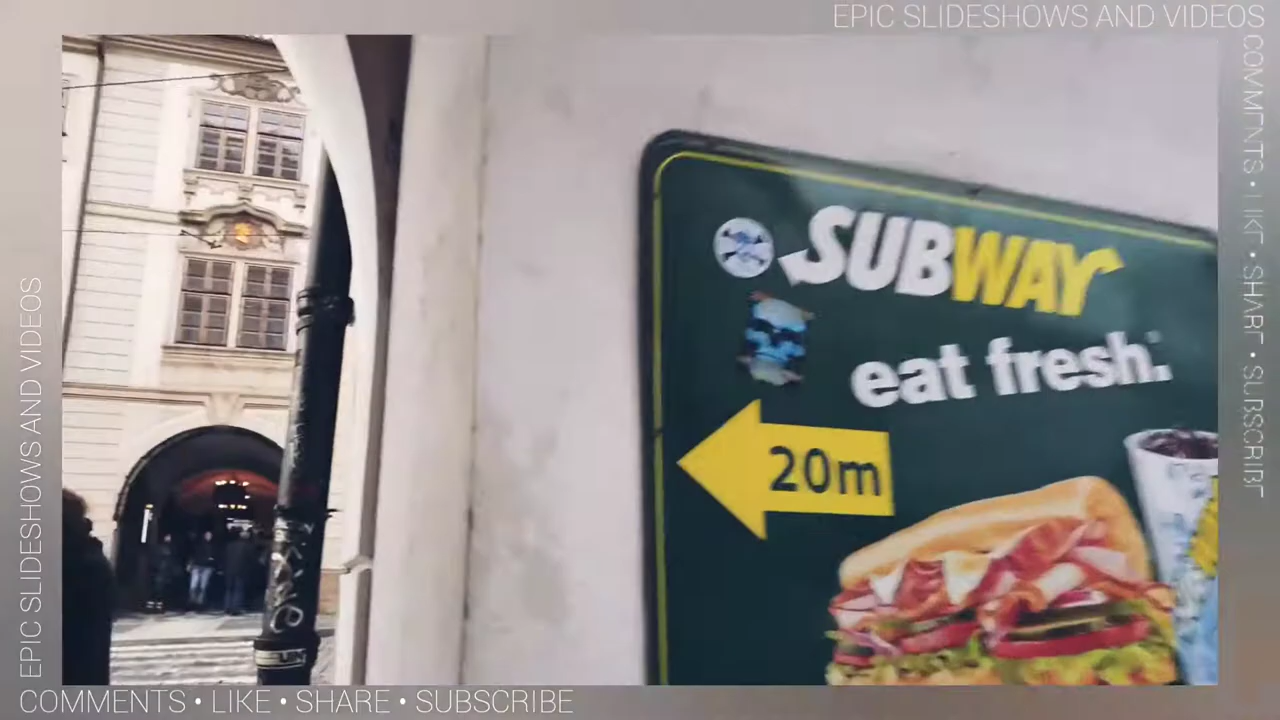 EPIC SLIDESHOWS AND VIDEOS
COMMENTS • LIKE • SHARE • SUBSCRIBE
SUBWAY
eat fresh.
20m
EPIC SLIDESHOWS AND VIDEOS
COMMENTS • LIKE • SHARE • SUBSCRIBE